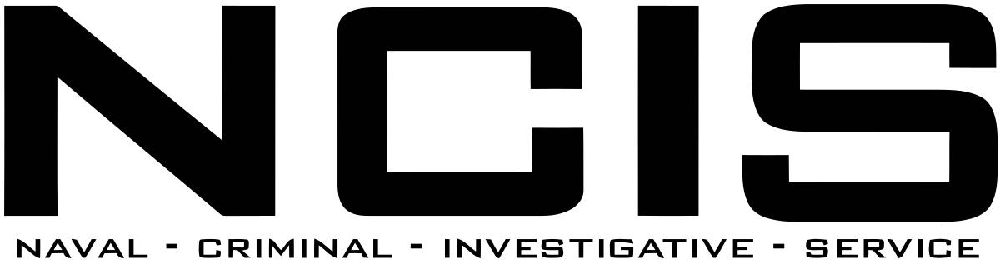 NCIS
NAVAL - CRIMINAL - INVESTIGATIVE - SERVICE